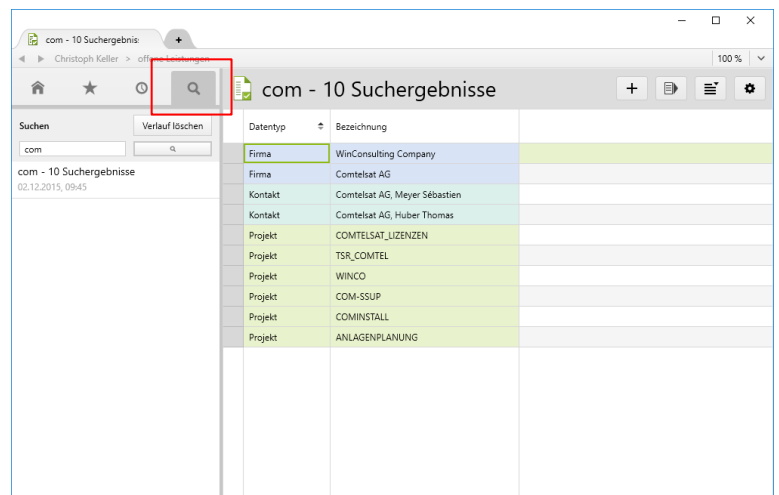 com - 10 Suchergebnis
+
Christoph Keller > offene Leistungen
100 %
com - 10 Suchergebnisse
Suchen
Verlauf löschen
com
com - 10 Suchergebnisse
02.12.2015, 09:45
Datentyp Bezeichnung
Firma WinConsulting Company
Firma Comtelsat AG
Kontakt Comtelsat AG, Meyer Sébastien
Kontakt Comtelsat AG, Huber Thomas
Projekt COMTELSAT_LIZENZEN
Projekt TSR_COMTEL
Projekt WINCO
Projekt COM-SSUP
Projekt COMINSTALL
Projekt ANLAGENPLANUNG